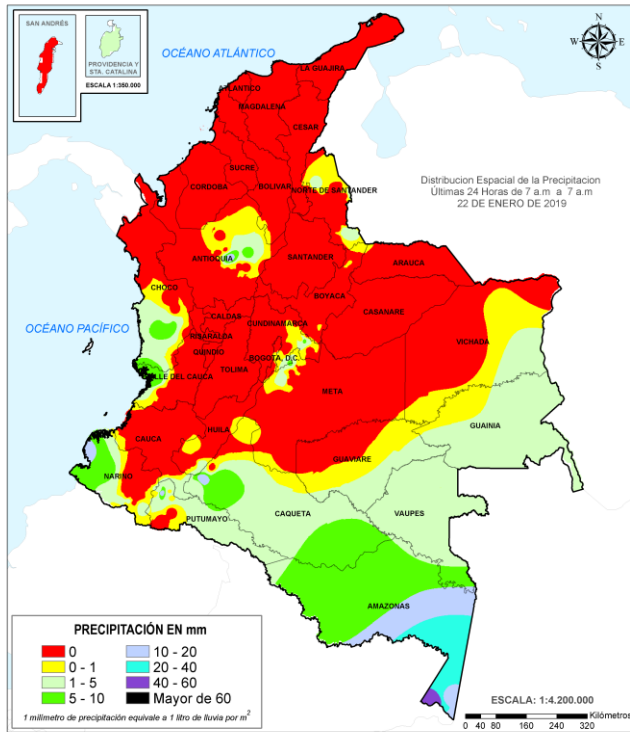 SAN ANDRÉS
PROVIDENCIA Y
STA. CATALINA
ESCALA 1:350.000
OCÉANO ATLÁNTICO
N
W E
S
LA GUAJIRA
ATLANTICO
MAGDALENA
CESAR
Distribucion Espacial de la Precipitacion
Últimas 24 Horas de 7 a.m a 7 a.m
22 DE ENERO DE 2019
SUCRE
CORDOBA
BOLIVAR
NORTE DE SANTANDER
ANTIOQUIA
SANTANDER
ARAUCA
CHOCO
BOYACA
CASANARE
OCÉANO PACÍFICO
CALDAS
CUNDINAMARCA
RISARALDA
VICHADA
QUINDIO
BOGOTA, D.C.
TOLIMA
VALLE DEL CAUCA
META
GUAINIA
HUILA
CAUCA
GUAVIARE
NARIÑO
CAQUETA
VAUPES
PUTUMAYO
AMAZONAS
PRECIPITACIÓN EN mm
0
0 - 1
1 - 5
5 - 10
10 - 20
20 - 40
40 - 60
Mayor de 60
1 milimetro de precipitación equivale a 1 litro de lluvia por m²
ESCALA: 1:4.200.000
Kilómetros
0 40 80 160 240 320